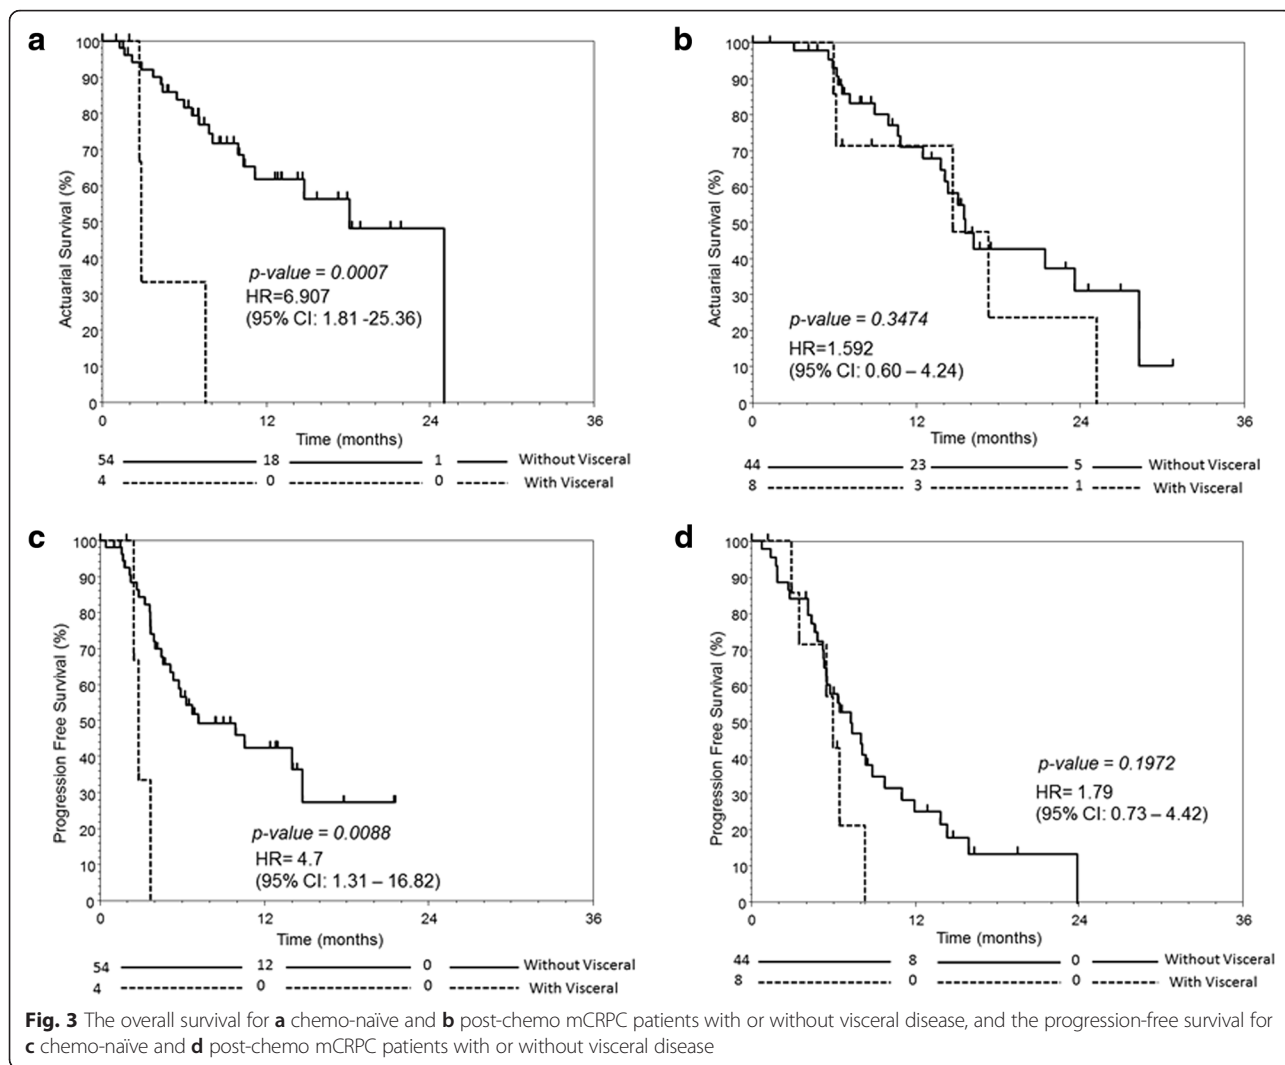 a
Actuarial Survival (%)
100
90
80
70
60
50
40
30
20
10
0
p-value = 0.0007
HR=6.907
(95% CI: 1.81 -25.36)
0 12 24 36
Time (months)
54 18 1 Without Visceral
4 0 0 With Visceral
b
Actuarial Survival (%)
100
90
80
70
60
50
40
30
20
10
0
p-value = 0.3474
HR=1.592
(95% CI: 0.60 – 4.24)
0 12 24 36
Time (months)
44 23 5 Without Visceral
8 3 1 With Visceral
c
Progression Free Survival (%)
100
90
80
70
60
50
40
30
20
10
0
p-value = 0.0088
HR= 4.7
(95% CI: 1.31 – 16.82)
0 12 24 36
Time (months)
54 12 0 Without Visceral
4 0 0 With Visceral
d
Progression Free Survival (%)
100
90
80
70
60
50
40
30
20
10
0
p-value = 0.1972
HR= 1.79
(95% CI: 0.73 – 4.42)
0 12 24 36
Time (months)
44 8 0 Without Visceral
8 0 0 With Visceral
Fig. 3 The overall survival for a chemo-naïve and b post-chemo mCRPC patients with or without visceral disease, and the progression-free survival for
c chemo-naïve and d post-chemo mCRPC patients with or without visceral disease